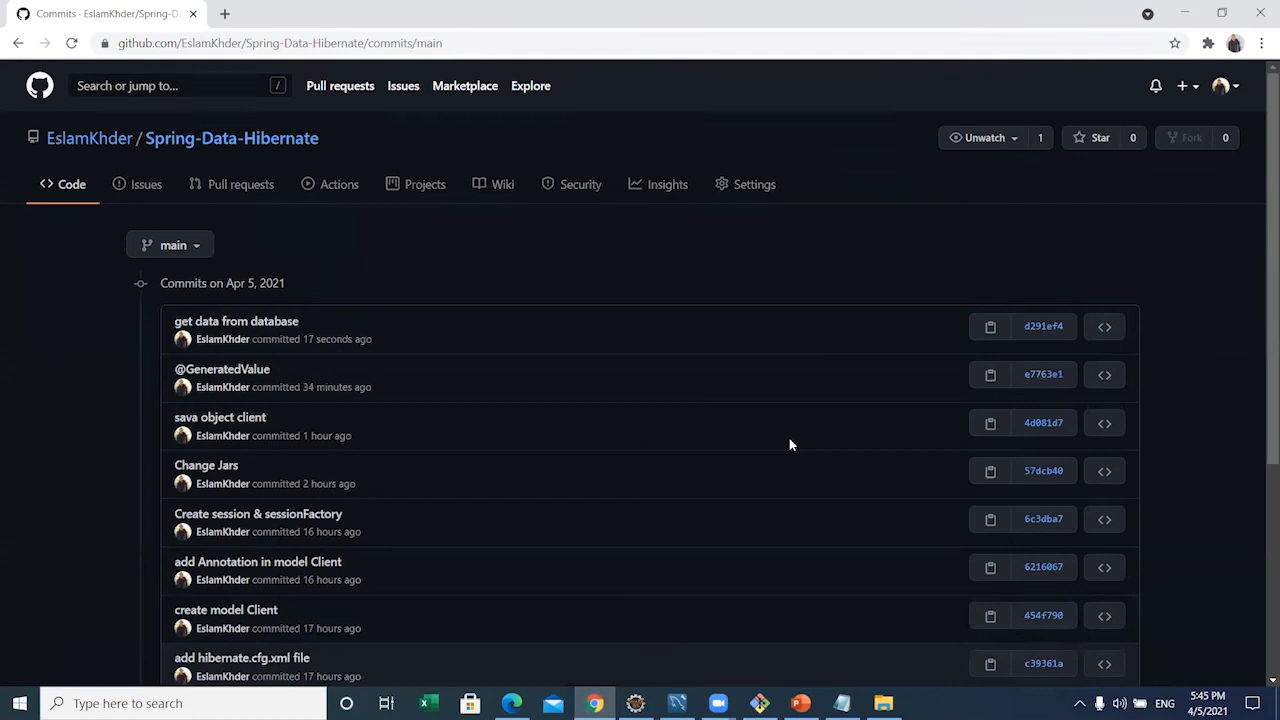 Commits · EslamKhder/Spring-D
github.com/EslamKhder/Spring-Data-Hibernate/commits/main
Search or jump to... /
Pull requests Issues Marketplace Explore
EslamKhder / Spring-Data-Hibernate
Unwatch 1 Star 0 Fork 0
Code Issues Pull requests Actions Projects Wiki Security Insights Settings
main
Commits on Apr 5, 2021
get data from database
EslamKhder committed 17 seconds ago
d291ef4
@GeneratedValue
EslamKhder committed 34 minutes ago
e7763e1
sava object client
EslamKhder committed 1 hour ago
4d081d7
Change Jars
EslamKhder committed 2 hours ago
57dcb40
Create session & sessionFactory
EslamKhder committed 16 hours ago
6c3dba7
add Annotation in model Client
EslamKhder committed 16 hours ago
6216067
create model Client
EslamKhder committed 17 hours ago
454f790
add hibernate.cfg.xml file
EslamKhder committed 17 hours ago
c39361a
Type here to search
ENG
5:45 PM
4/5/2021